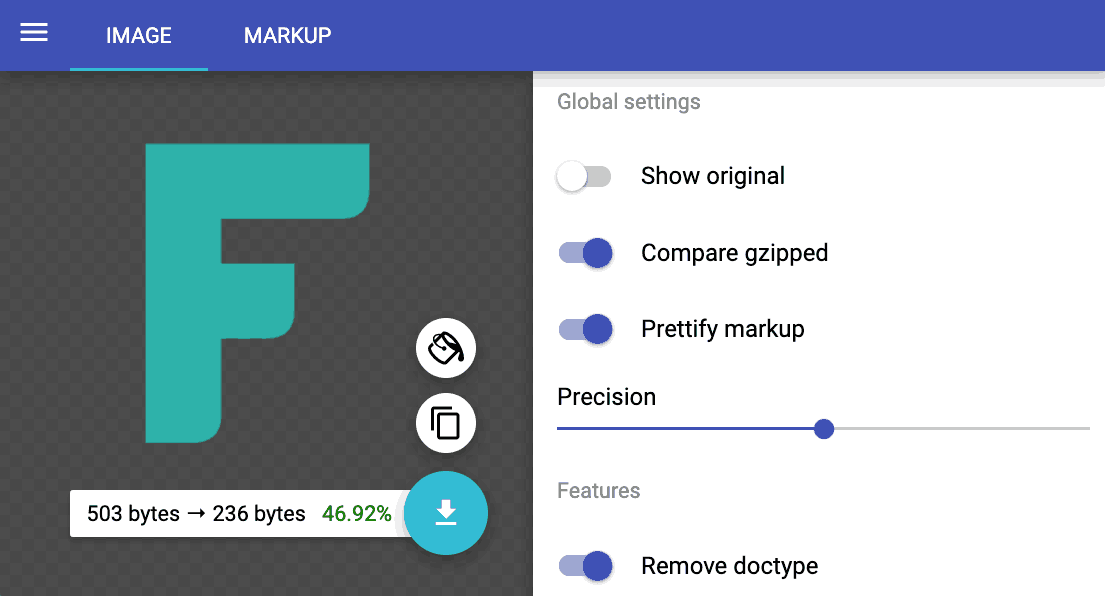 IMAGE MARKUP
F
503 bytes → 236 bytes 46.92%
Global settings
Show original
Compare gzipped
Prettify markup
Precision
Features
Remove doctype